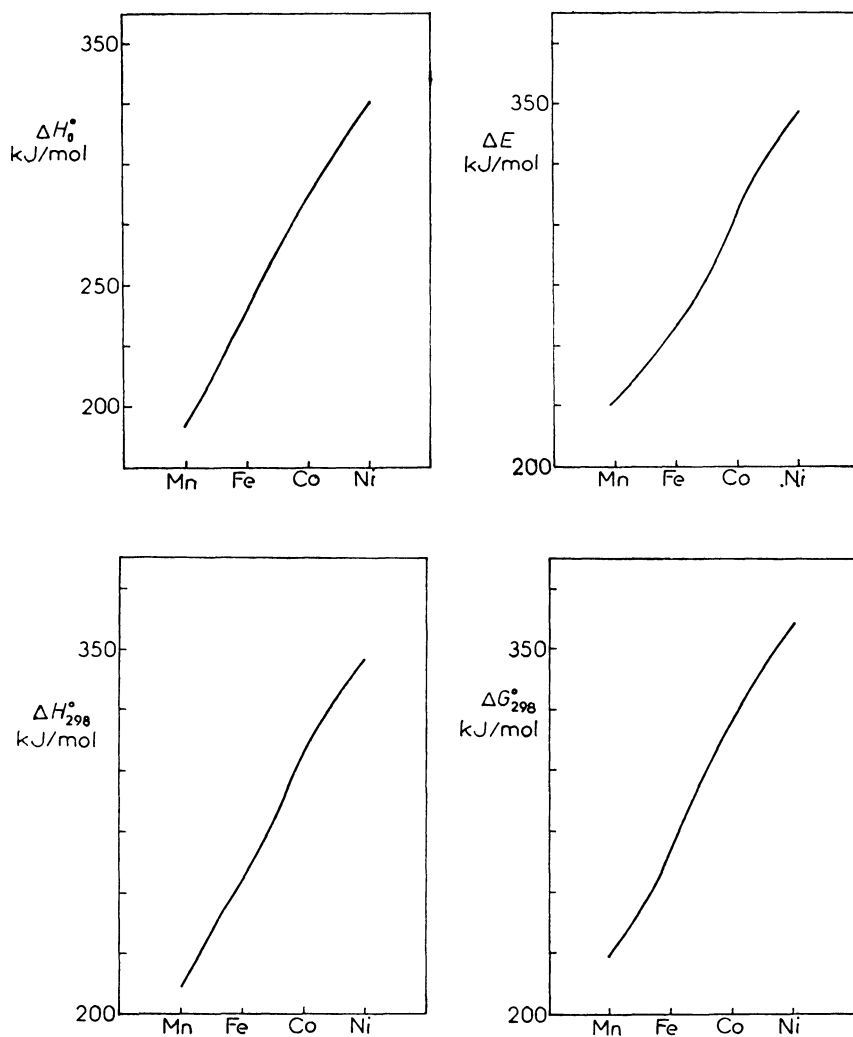 350
ΔH°₀
kJ/mol
250
200
Mn Fe Co Ni
350
ΔE
kJ/mol
200
Mn Fe Co .Ni
350
ΔH°₂₉₈
kJ/mol
200
Mn Fe Co Ni
350
ΔG°₂₉₈
kJ/mol
200
Mn Fe Co Ni